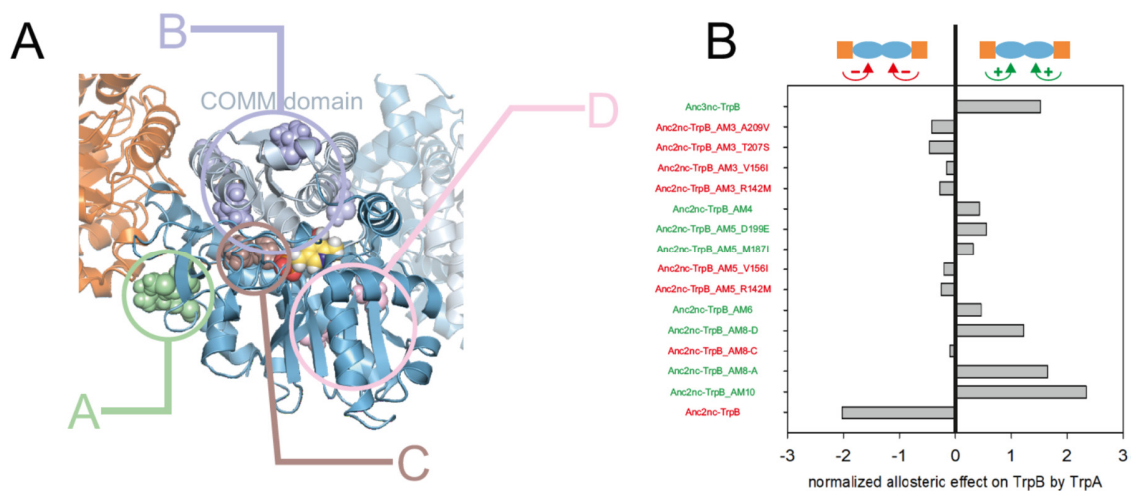 A
B
COMM domain
D
A
C
B
Anc3nc-TrpB
Anc2nc-TrpB_AM3_A209V
Anc2nc-TrpB_AM3_T207S
Anc2nc-TrpB_AM3_V156I
Anc2nc-TrpB_AM3_R142M
Anc2nc-TrpB_AM4
Anc2nc-TrpB_AM5_D199E
Anc2nc-TrpB_AM5_M187I
Anc2nc-TrpB_AM5_V156I
Anc2nc-TrpB_AM5_R142M
Anc2nc-TrpB_AM6
Anc2nc-TrpB_AM8-D
Anc2nc-TrpB_AM8-C
Anc2nc-TrpB_AM8-A
Anc2nc-TrpB_AM10
Anc2nc-TrpB
- - + +
-3 -2 -1 0 1 2 3
normalized allosteric effect on TrpB by TrpA